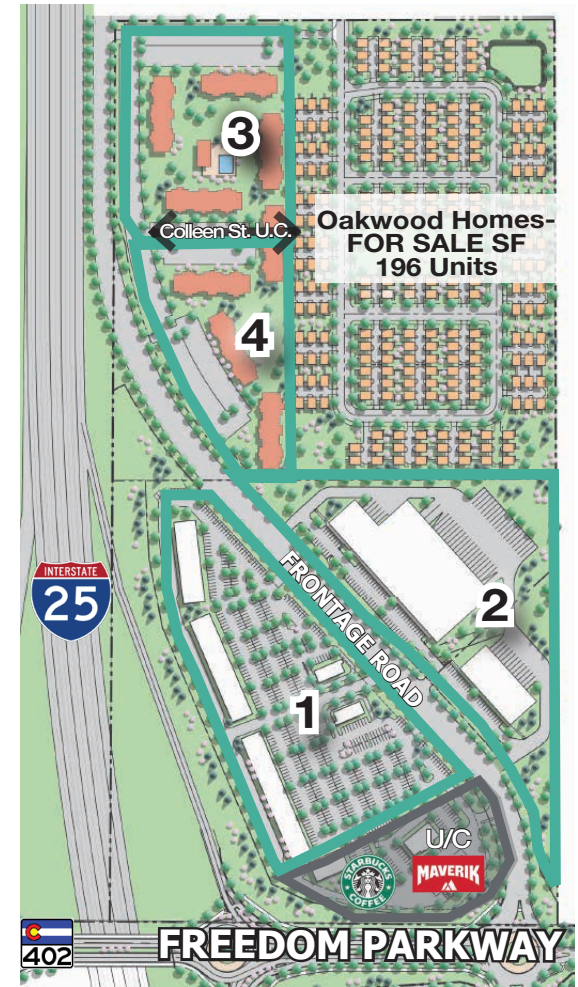 3
Colleen St. U.C.
Oakwood Homes-
FOR SALE SF
196 Units
4
INTERSTATE
25
FRONTAGE ROAD
2
1
U/C
STARBUCKS
COFFEE
MAVERIK
402
FREEDOM PARKWAY